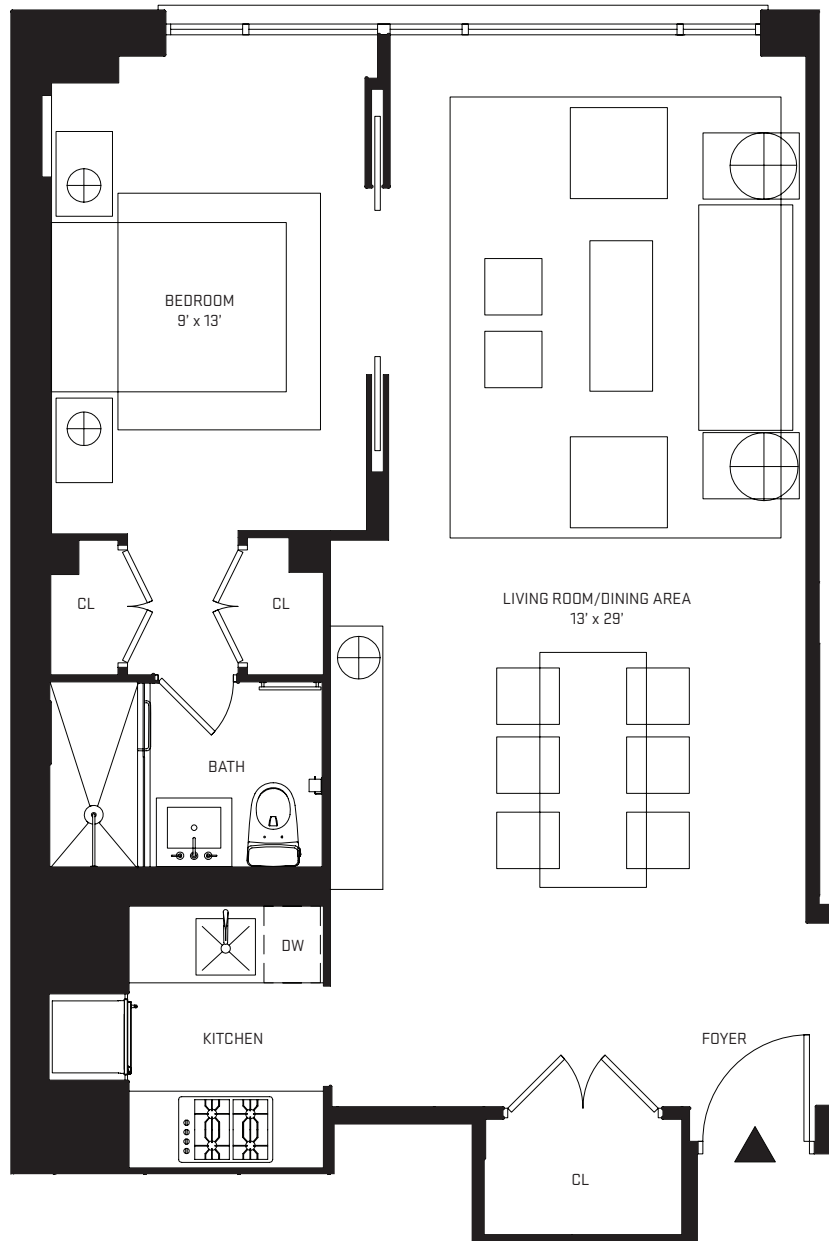 BEDROOM
9’ x 13’
LIVING ROOM/DINING AREA
13’ x 29’
CL
CL
BATH
DW
KITCHEN
FOYER
CL